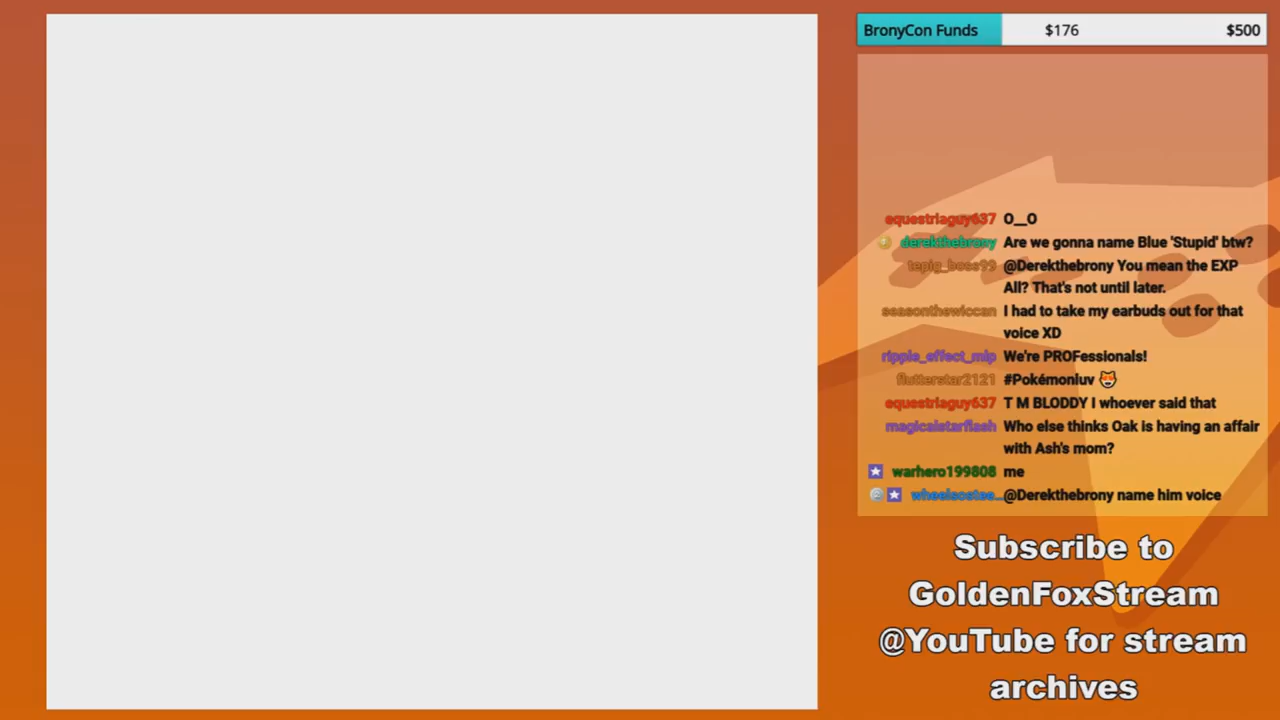 BronyCon Funds $176 $500
equestriaguy637 O__O
derekthebrony Are we gonna name Blue 'Stupid' btw?
tepig_boss99 @Derekthebrony You mean the EXP
All? That's not until later.
seasonthewiccan I had to take my earbuds out for that
voice XD
ripple_effect_mlp We're PROFessionals!
flutterstar2121 #Pokémonluv 😻
equestriaguy637 T M BLODDY I whoever said that
magicalstarflash Who else thinks Oak is having an affair
with Ash's mom?
warhero199808 me
wheelsostee... @Derekthebrony name him voice
Subscribe to
GoldenFoxStream
@YouTube for stream
archives